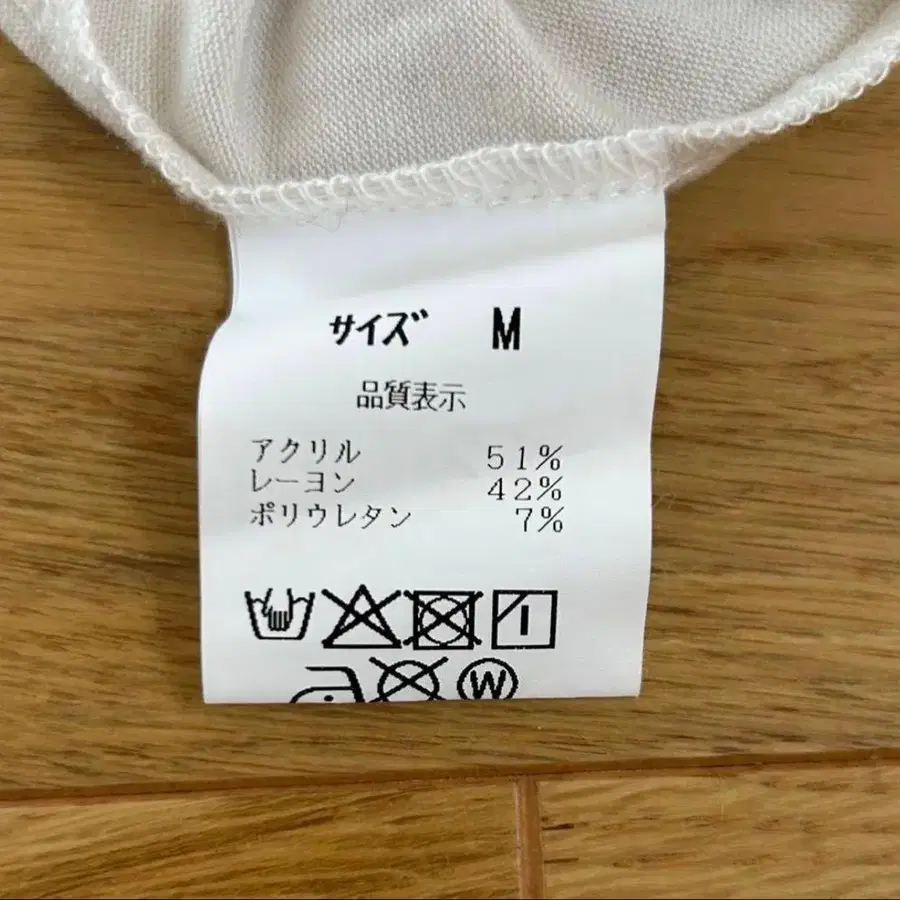 サイズ M
品質表示
アクリル 51%
レーヨン 42%
ポリウレタン 7%
W